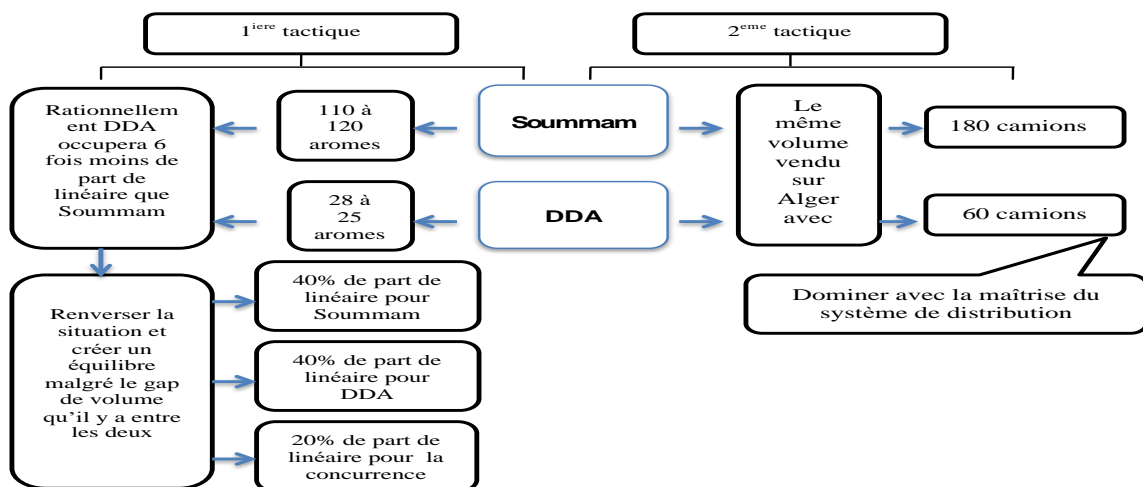 1iere tactique
2eme tactique
Rationnellem
ent DDA
occupera 6
fois moins de
part de
linéaire que
Soummam
110 à
120
aromes
Soummam
Le
même
volume
vendu
sur
Alger
avec
180 camions
28 à
25
aromes
DDA
60 camions
Renverser la
situation et
créer un
équilibre
malgré le gap
de volume
qu’il y a entre
les deux
40% de part de
linéaire pour
Soummam
40% de part de
linéaire pour
DDA
20% de part de
linéaire pour la
concurrence
Dominer avec la maîtrise du
système de distribution